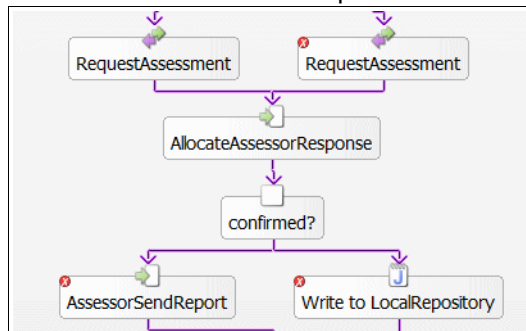 RequestAssessment
RequestAssessment
AllocateAssessorResponse
confirmed?
AssessorSendReport
J
Write to LocalRepository